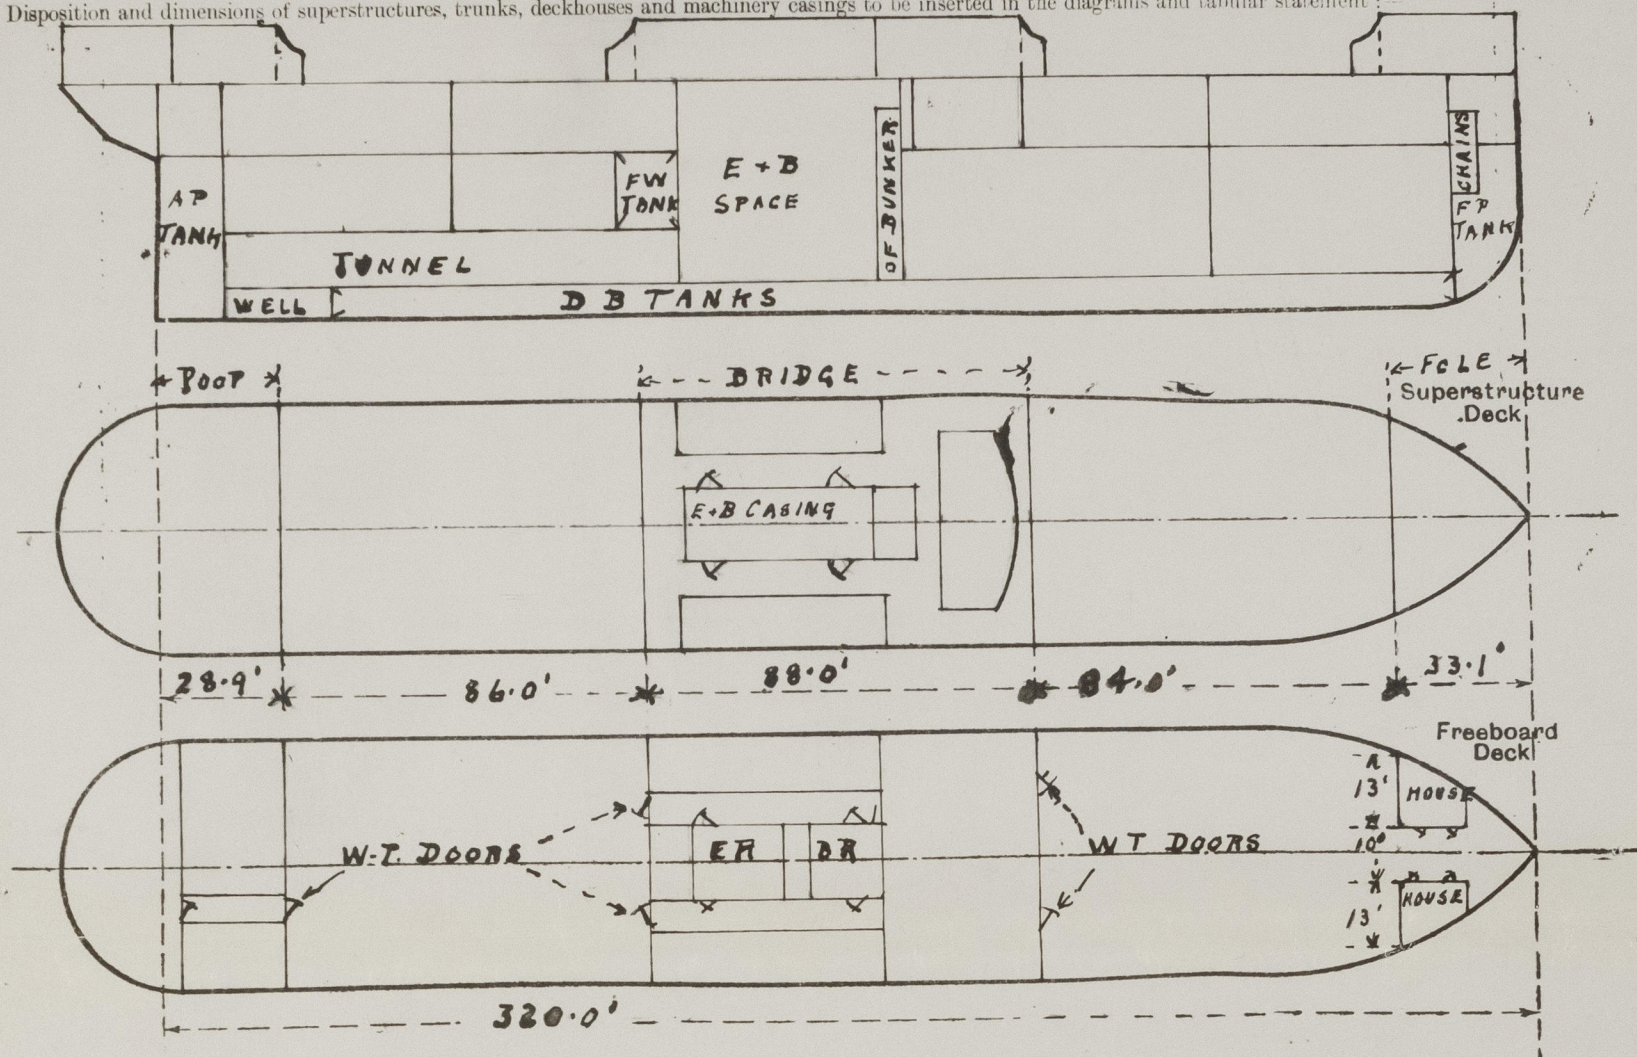 Disposition and dimensions of superstructures, trunks, deckhouses and machinery casings to be inserted in the diagrams and tabular statement :—
AP
TANK
FW
TANK
E + B
SPACE
OF BUNKER
CHAINS
FP
TANK
TUNNEL
WELL
D B TANKS
POOP
BRIDGE
FCLE
Superstructure
Deck
E+B CASING
28.9'
86.0'
88.0'
84.0'
33.1'
Freeboard
Deck
W.T. DOORS
ER
BR
WT DOORS
13'
HOUSE
10'
HOUSE
13'
320.0'